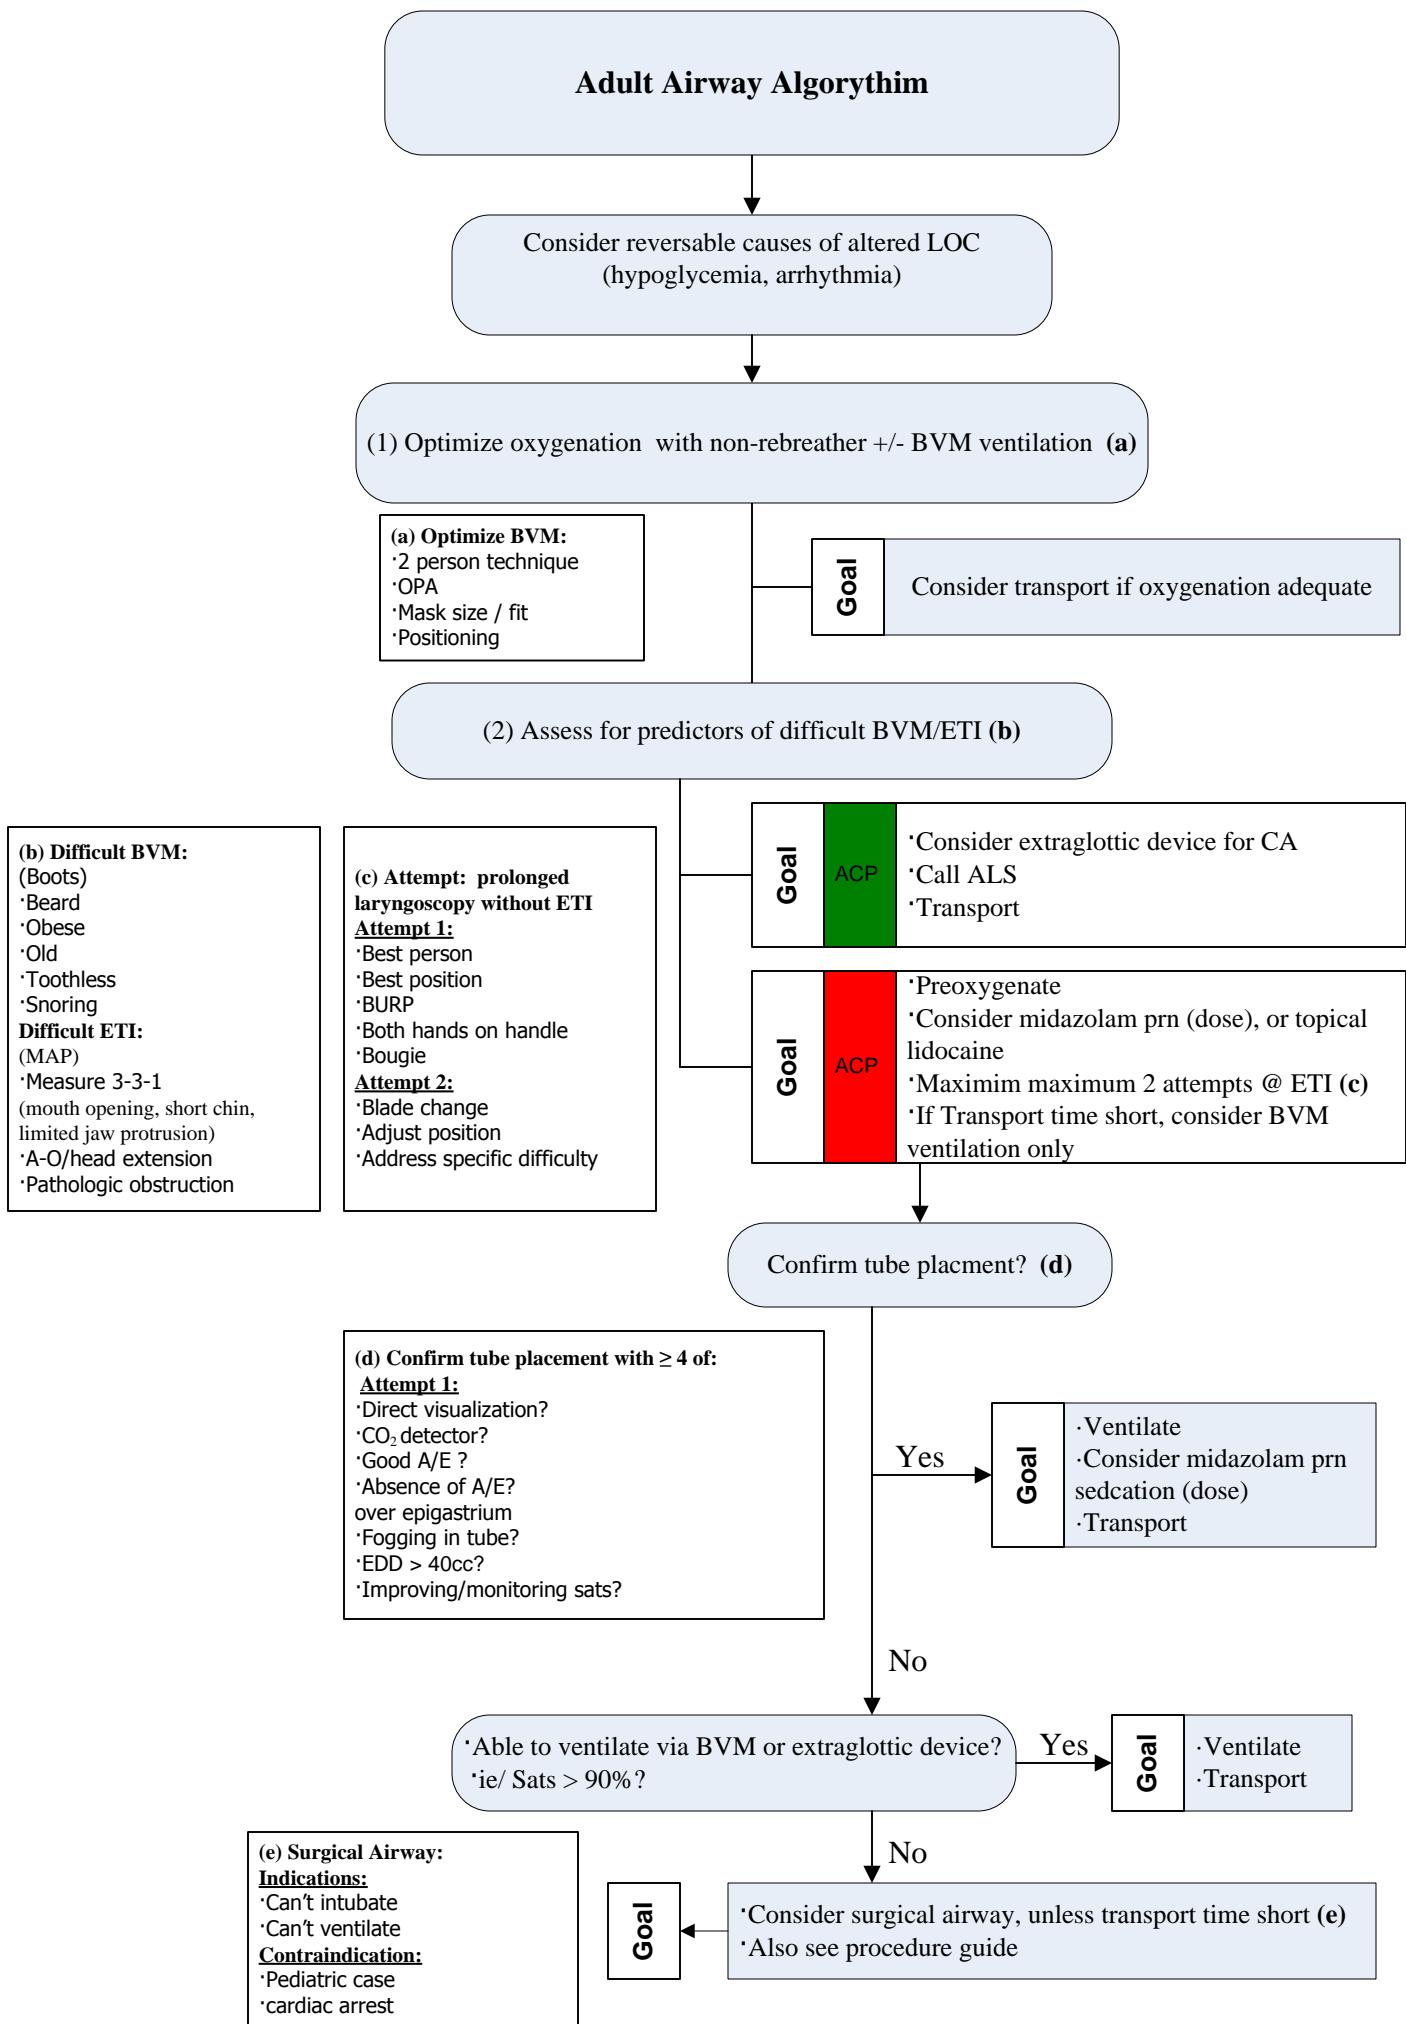 Adult Airway Algorythim
Consider reversable causes of altered LOC
(hypoglycemia, arrhythmia)
(1) Optimize oxygenation with non-rebreather +/- BVM ventilation (a)
(a) Optimize BVM:
·2 person technique
·OPA
·Mask size / fit
·Positioning
Goal
Consider transport if oxygenation adequate
(2) Assess for predictors of difficult BVM/ETI (b)
Goal
ACP
·Consider extraglottic device for CA
·Call ALS
·Transport
(b) Difficult BVM:
(Boots)
·Beard
·Obese
·Old
·Toothless
·Snoring
Difficult ETI:
(MAP)
·Measure 3-3-1
(mouth opening, short chin,
limited jaw protrusion)
·A-O/head extension
·Pathologic obstruction
(c) Attempt: prolonged
laryngoscopy without ETI
Attempt 1:
·Best person
·Best position
·BURP
·Both hands on handle
·Bougie
Attempt 2:
·Blade change
·Adjust position
·Address specific difficulty
Goal
ACP
·Preoxygenate
·Consider midazolam prn (dose), or topical
lidocaine
·Maximim maximum 2 attempts @ ETI (c)
·If Transport time short, consider BVM
ventilation only
Confirm tube placment? (d)
(d) Confirm tube placement with ≥ 4 of:
Attempt 1:
·Direct visualization?
·CO₂ detector?
·Good A/E ?
·Absence of A/E?
over epigastrium
·Fogging in tube?
·EDD > 40cc?
·Improving/monitoring sats?
Yes
Goal
·Ventilate
·Consider midazolam prn
sedcation (dose)
·Transport
No
·Able to ventilate via BVM or extraglottic device?
·ie/ Sats > 90%?
Yes
Goal
·Ventilate
·Transport
No
(e) Surgical Airway:
Indications:
·Can't intubate
·Can't ventilate
Contraindication:
·Pediatric case
·cardiac arrest
Goal
·Consider surgical airway, unless transport time short (e)
·Also see procedure guide